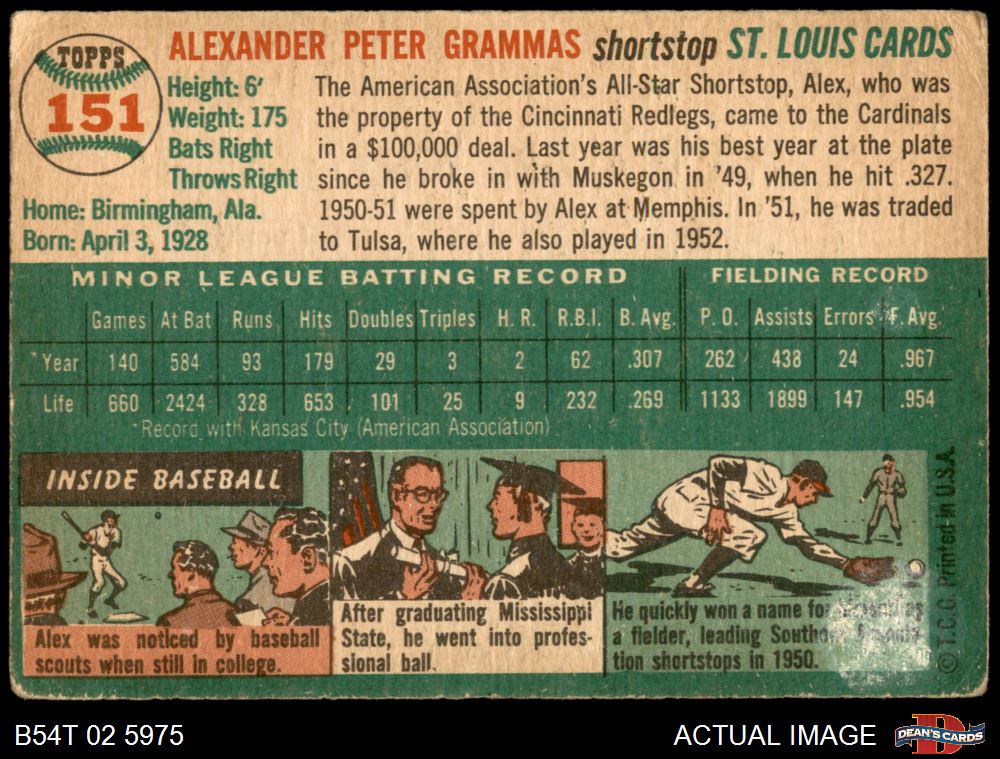 TOPPS
151
ALEXANDER PETER GRAMMAS shortstop ST. LOUIS CARDS
Height: 6'
Weight: 175
Bats Right
Throws Right
Home: Birmingham, Ala.
Born: April 3, 1928
The American Association's All-Star Shortstop, Alex, who was
the property of the Cincinnati Redlegs, came to the Cardinals
in a $100,000 deal. Last year was his best year at the plate
since he broke in with Muskegon in '49, when he hit .327.
1950-51 were spent by Alex at Memphis. In '51, he was traded
to Tulsa, where he also played in 1952.
MINOR LEAGUE BATTING RECORD FIELDING RECORD
Games At Bat Runs Hits Doubles Triples H. R. R.B.I. B. Avg. P. O. Assists Errors F. Avg.
*Year 140 584 93 179 29 3 2 62 .307 262 438 24 .967
Life 660 2424 328 653 101 25 9 232 .269 1133 1899 147 .954
*Record with Kansas City (American Association)
INSIDE BASEBALL
Alex was noticed by baseball
scouts when still in college.
After graduating Mississippi
State, he went into profes-
sional ball.
He quickly won a name for as
a fielder, leading
tion shortstops in 1950.
©T.C.G. Printed in U.S.A.
B54T 02 5975
ACTUAL IMAGE
DEAN'S CARDS